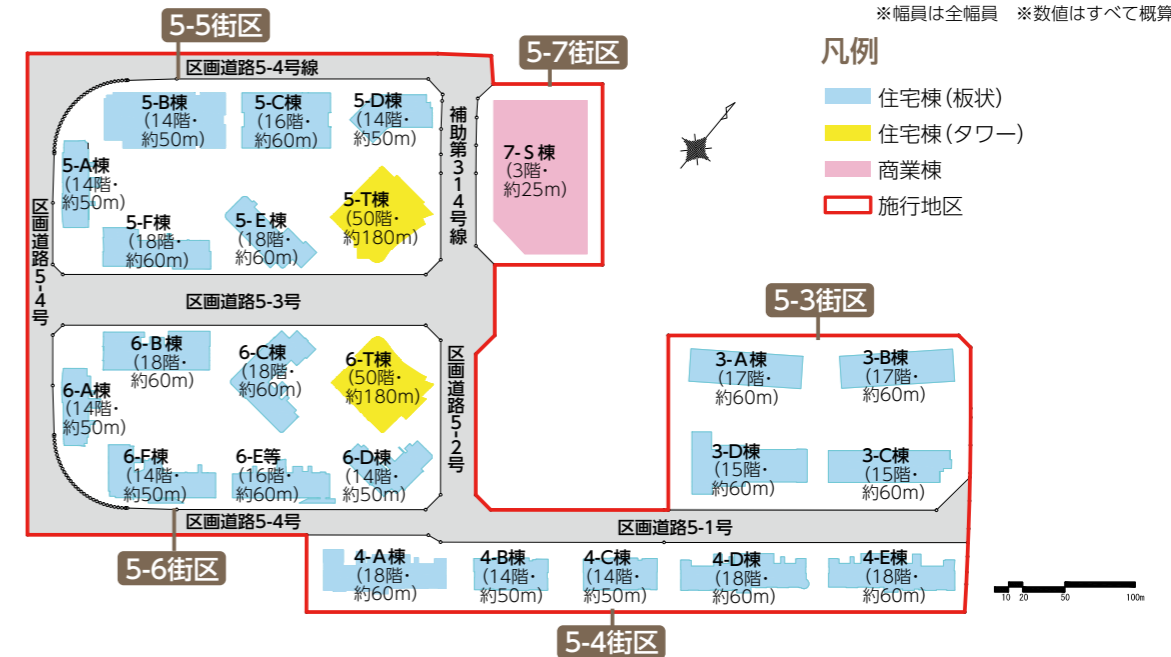 ※幅員は全幅員 ※数値はすべて概算
凡例
住宅棟（板状）
住宅棟（タワー）
商業棟
施行地区
5-5街区
区画道路5-4号線
5-7街区
5-B棟
（14階・
約50m）
5-C棟
（16階・
約60m）
5-D棟
（14階・
約50m）
補助第314号線
7-S棟
（3階・
約25m）
5-A棟
（14階・
約50m）
5-F棟
（18階・
約60m）
5-E棟
（18階・
約60m）
5-T棟
（50階・
約180m）
区画道路5-4号
区画道路5-3号
5-3街区
6-B棟
（18階・
約60m）
6-C棟
（18階・
約60m）
6-T棟
（50階・
約180m）
区画道路5-2号
3-A棟
（17階・
約60m）
3-B棟
（17階・
約60m）
6-A棟
（14階・
約50m）
6-F棟
（14階・
約50m）
6-E等
（16階・
約60m）
6-D棟
（14階・
約50m）
3-D棟
（15階・
約60m）
3-C棟
（15階・
約60m）
区画道路5-4号
区画道路5-1号
5-6街区
4-A棟
（18階・
約60m）
4-B棟
（14階・
約50m）
4-C棟
（14階・
約50m）
4-D棟
（18階・
約60m）
4-E棟
（18階・
約60m）
10 20 50 100m
5-4街区